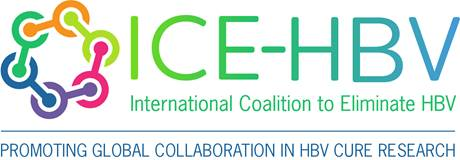 ICE-HBV
International Coalition to Eliminate HBV
PROMOTING GLOBAL COLLABORATION IN HBV CURE RESEARCH